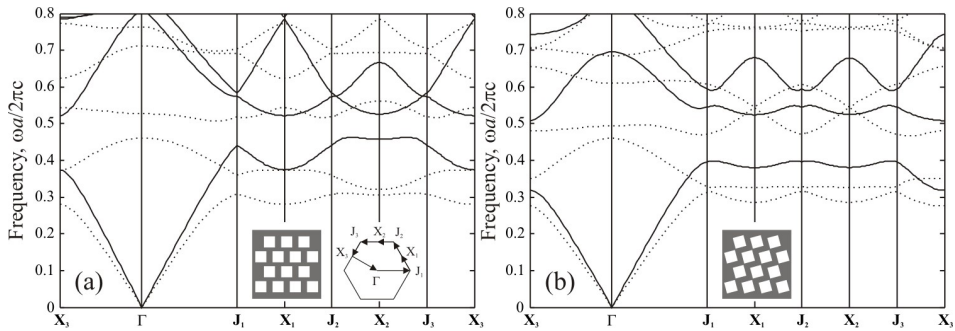 Frequency, ωa/2πc
0.8
0.7
0.6
0.5
0.4
0.3
0.2
0.1
0
(a)
J₃ X₂ J₂
X₃ X₁
Γ J₁
X₃ Γ J₁ X₁ J₂ X₂ J₃ X₃
Frequency, ωa/2πc
0.8
0.7
0.6
0.5
0.4
0.3
0.2
0.1
0
(b)
X₃ Γ J₁ X₁ J₂ X₂ J₃ X₃